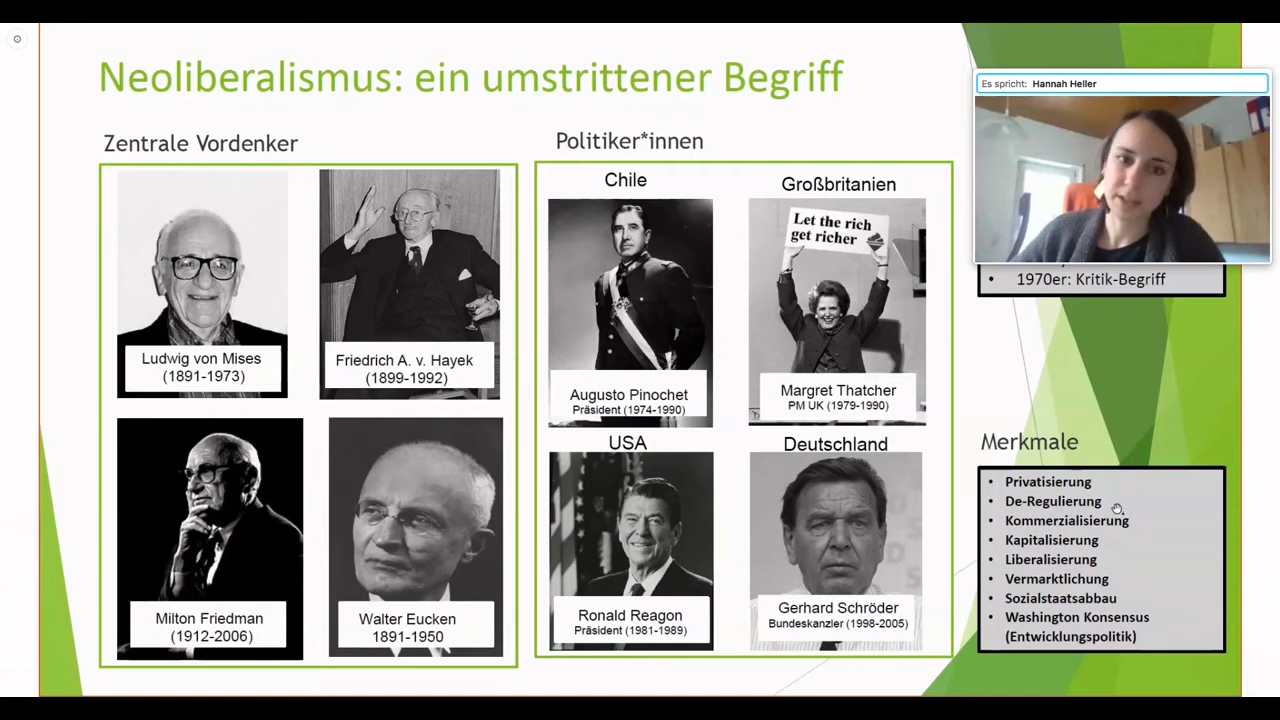 Neoliberalismus: ein umstrittener Begriff
Zentrale Vordenker
Ludwig von Mises
(1891-1973)
Friedrich A. v. Hayek
(1899-1992)
Milton Friedman
(1912-2006)
Walter Eucken
1891-1950)
Politiker*innen
Chile
Augusto Pinochet
Präsident (1974-1990)
Großbritanien
Let the rich
get richer
Margret Thatcher
PM UK (1979-1990)
USA
Ronald Reagon
Präsident (1981-1989)
Deutschland
Gerhard Schröder
Bundeskanzler (1998-2005)
Es spricht: Hannah Heller
• 1970er: Kritik-Begriff
Merkmale
• Privatisierung
• De-Regulierung
• Kommerzialisierung
• Kapitalisierung
• Liberalisierung
• Vermarktlichung
• Sozialstaatsabbau
• Washington Konsensus
(Entwicklungspolitik)